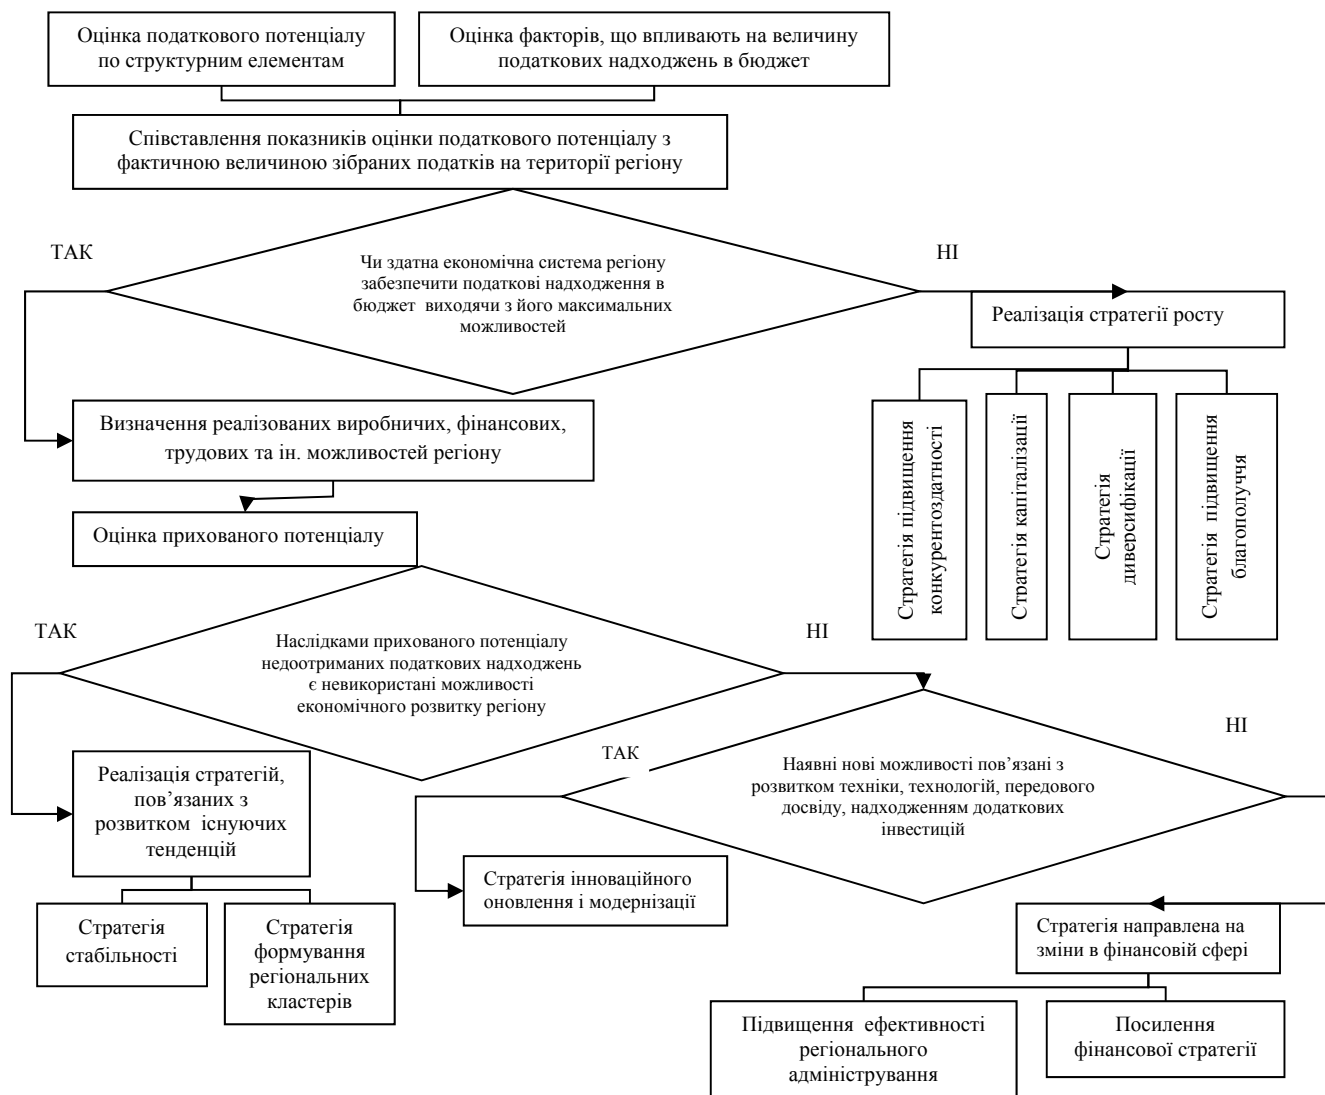 Оцінка податкового потенціалу
по структурним елементам
Оцінка факторів, що впливають на величину
податкових надходжень в бюджет
Співставлення показників оцінки податкового потенціалу з
фактичною величиною зібраних податків на території регіону
ТАК
НІ
Чи здатна економічна система регіону
забезпечити податкові надходження в
бюджет виходячи з його максимальних
можливостей
Реалізація стратегії росту
Визначення реалізованих виробничих, фінансових,
трудових та ін. можливостей регіону
Стратегія підвищення
конкурентоздатності
Стратегія капіталізації
Стратегія
диверсифікації
Стратегія підвищення
благополуччя
Оцінка прихованого потенціалу
ТАК
НІ
Наслідками прихованого потенціалу
недоотриманих податкових надходжень
є невикористані можливості
економічного розвитку регіону
ТАК
НІ
Реалізація стратегій,
пов’язаних з
розвитком існуючих
тенденцій
Наявні нові можливості пов’язані з
розвитком техніки, технологій, передового
досвіду, надходженням додаткових
інвестицій
Стратегія інноваційного
оновлення і модернізації
Стратегія
стабільності
Стратегія
формування
регіональних
кластерів
Стратегія направлена на
зміни в фінансовій сфері
Підвищення ефективності
регіонального
адміністрування
Посилення
фінансової стратегії